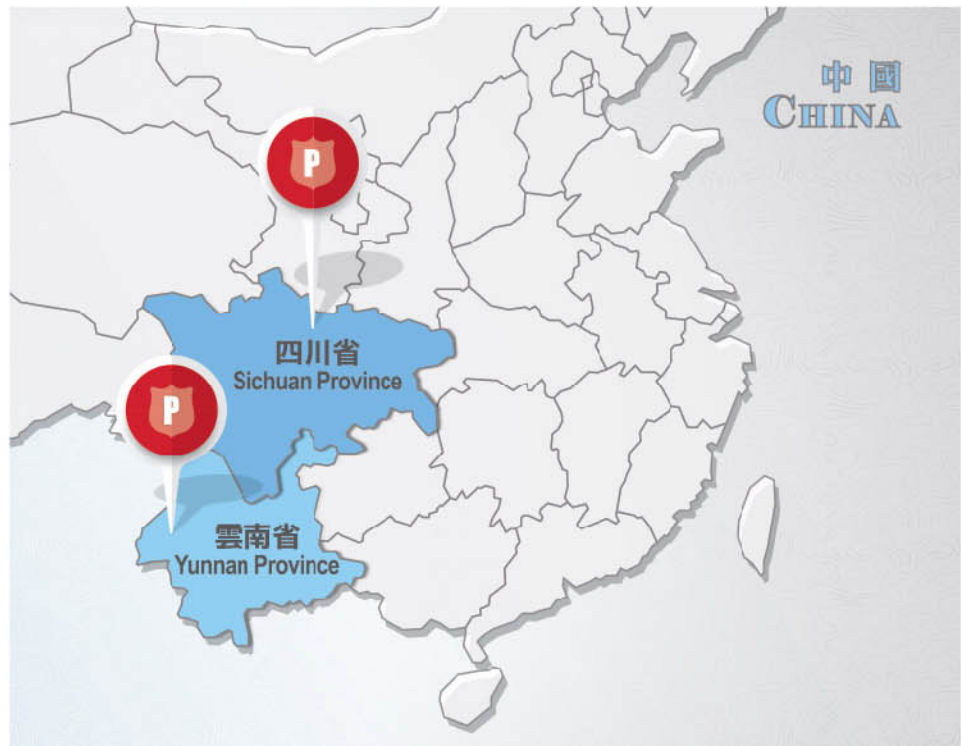 中國
CHINA
P
四川省
Sichuan Province
P
雲南省
Yunnan Province